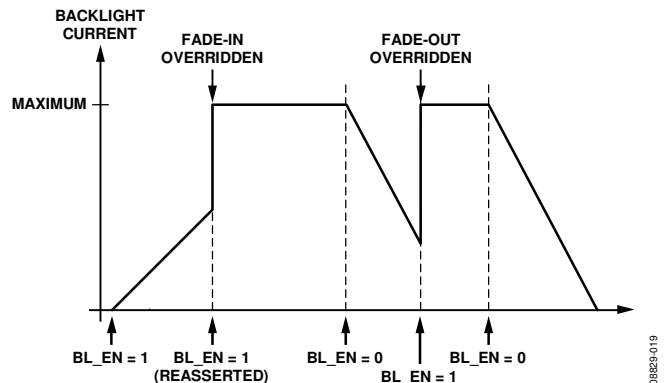 BACKLIGHT
CURRENT
FADE-IN
OVERRIDDEN
FADE-OUT
OVERRIDDEN
MAXIMUM
BL_EN = 1
BL_EN = 1
(REASSERTED)
BL_EN = 0
BL_EN = 1
BL_EN = 0
08829-019